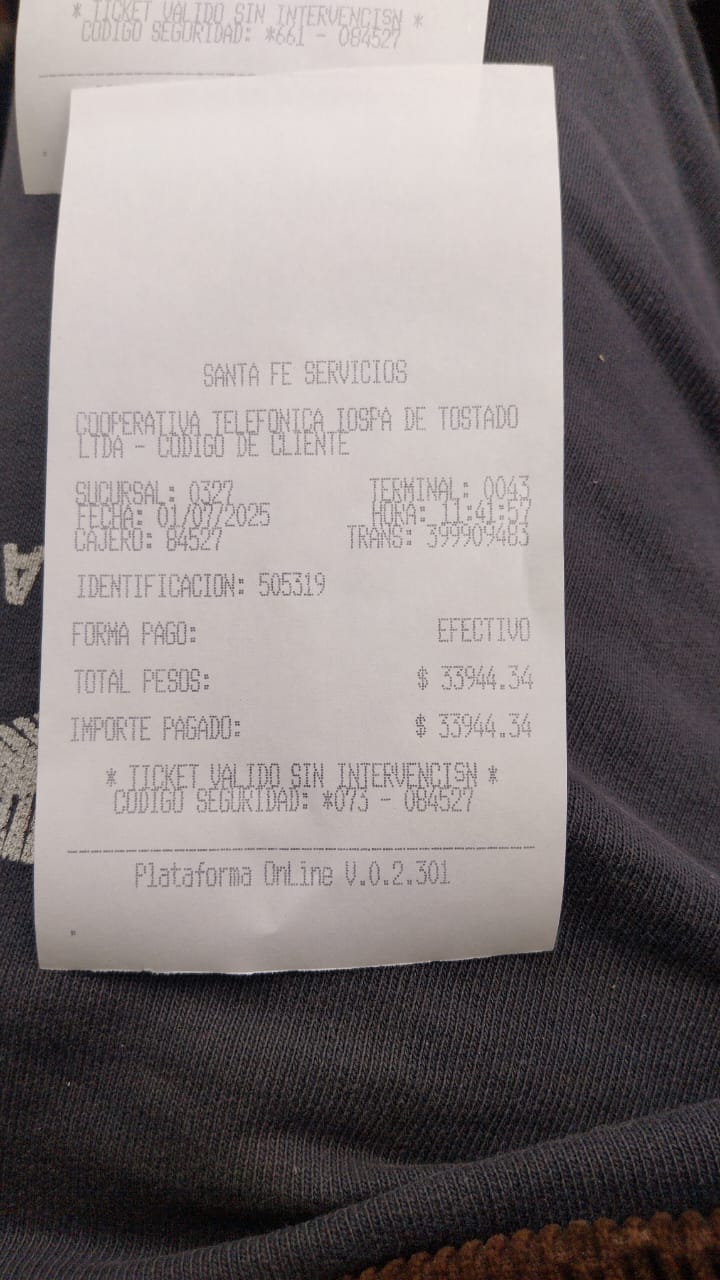 * TICKET VALIDO SIN INTERVENCISN *
CODIGO SEGURIDAD: *661 - 084527
SANTA FE SERVICIOS
COOPERATIVA TELEFONICA IOSPA DE TOSTADO
LTDA - CODIGO DE CLIENTE
SUCURSAL: 0327 TERMINAL: 0043
FECHA: 01/07/2025 HORA: 11:41:57
CAJERO: 84527 TRANS: 399909483
IDENTIFICACION: 505319
FORMA PAGO: EFECTIVO
TOTAL PESOS: $ 33944.34
IMPORTE PAGADO: $ 33944.34
* TICKET VALIDO SIN INTERVENCISN *
CODIGO SEGURIDAD: *073 - 084527
Plataforma OnLine V.0.2.301
A